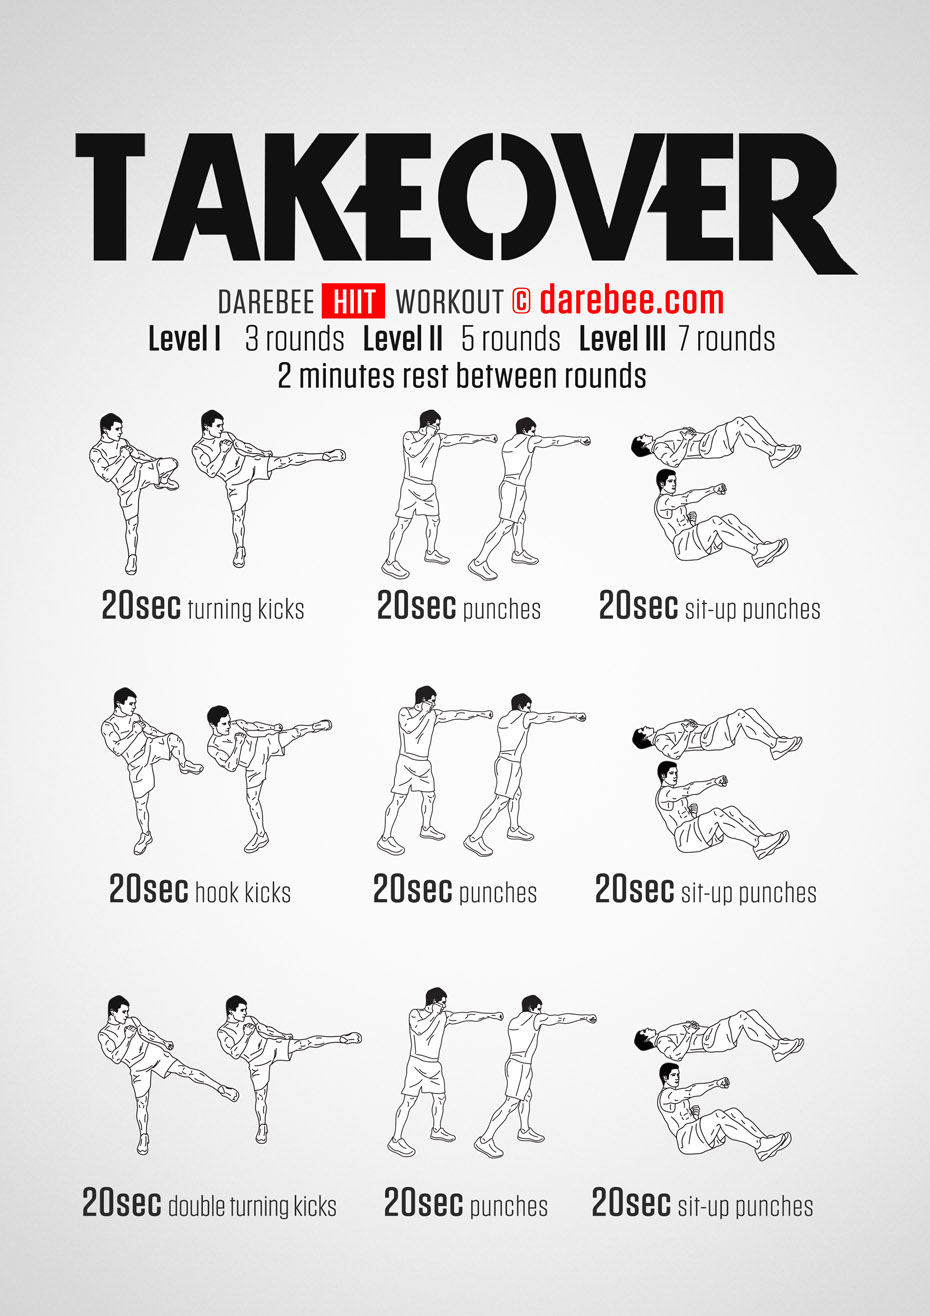 TAKEOVER
DAREBEE HIIT WORKOUT © darebee.com
Level I 3 rounds Level II 5 rounds Level III 7 rounds
2 minutes rest between rounds
20sec turning kicks 20sec punches 20sec sit-up punches
20sec hook kicks 20sec punches 20sec sit-up punches
20sec double turning kicks 20sec punches 20sec sit-up punches